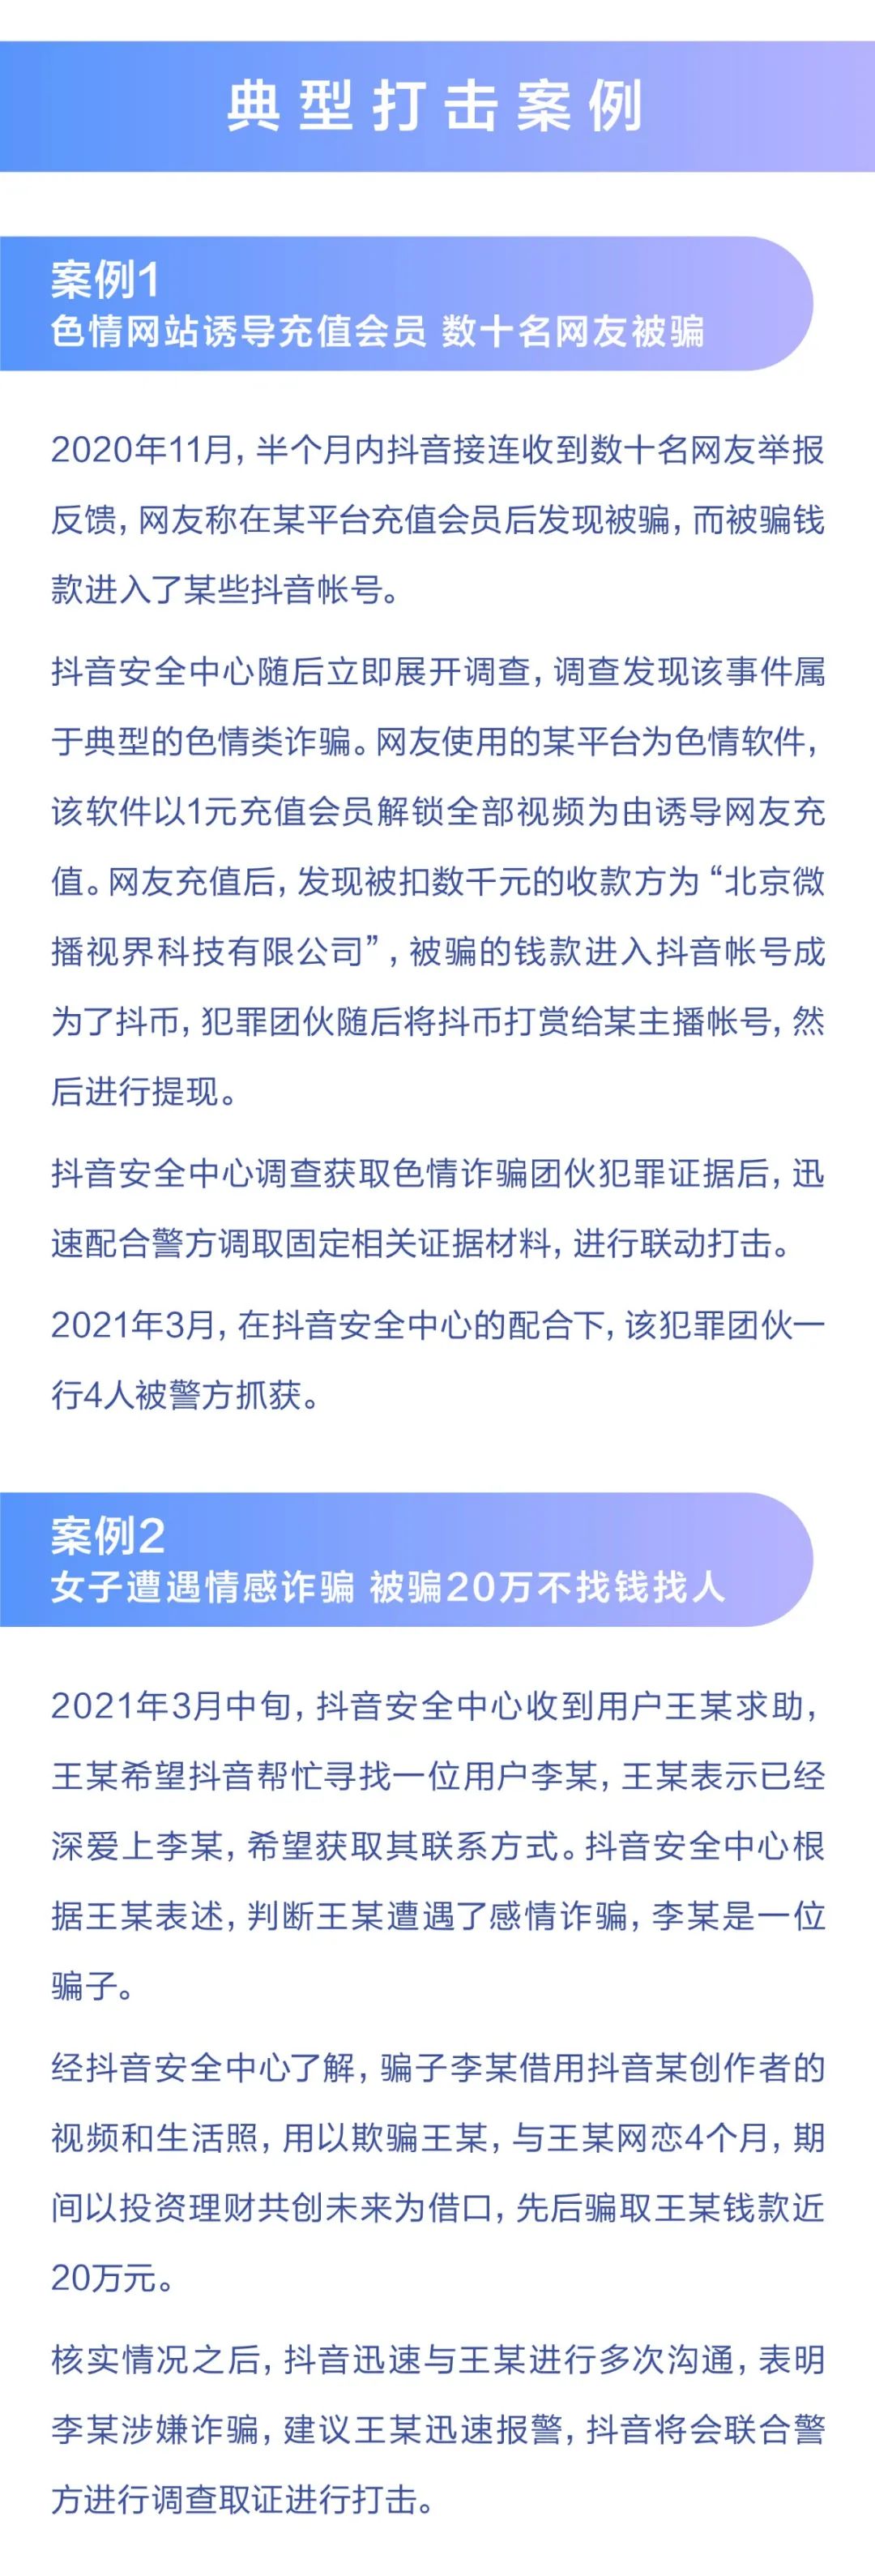 典型打击案例
案例1
色情网站诱导充值会员 数十名网友被骗
2020年11月，半个月内抖音接连收到数十名网友举报
反馈，网友称在某平台充值会员后发现被骗，而被骗钱
款进入了某些抖音帐号。
抖音安全中心随后立即展开调查，调查发现该事件属
于典型的色情类诈骗。网友使用的某平台为色情软件，
该软件以1元充值会员解锁全部视频为由诱导网友充
值。网友充值后，发现被扣数千元的收款方为“北京微
播视界科技有限公司”，被骗的钱款进入抖音帐号成
为了抖币，犯罪团伙随后将抖币打赏给某主播帐号，然
后进行提现。
抖音安全中心调查获取色情诈骗团伙犯罪证据后，迅
速配合警方调取固定相关证据材料，进行联动打击。
2021年3月，在抖音安全中心的配合下，该犯罪团伙一
行4人被警方抓获。
案例2
女子遭遇情感诈骗 被骗20万不找钱找人
2021年3月中旬，抖音安全中心收到用户王某求助，
王某希望抖音帮忙寻找一位用户李某，王某表示已经
深爱上李某，希望获取其联系方式。抖音安全中心根
据王某表述，判断王某遭遇了感情诈骗，李某是一位
骗子。
经抖音安全中心了解，骗子李某借用抖音某创作者的
视频和生活照，用以欺骗王某，与王某网恋4个月，期
间以投资理财共创未来为借口，先后骗取王某钱款近
20万元。
核实情况之后，抖音迅速与王某进行多次沟通，表明
李某涉嫌诈骗，建议王某迅速报警，抖音将会联合警
方进行调查取证进行打击。